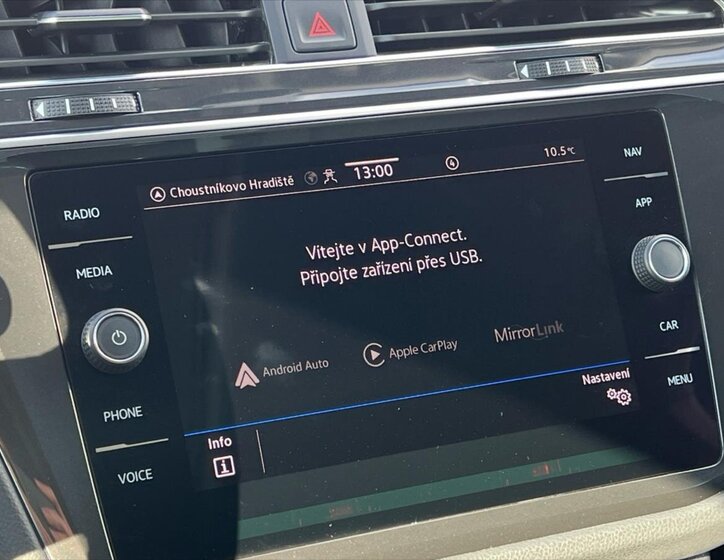 Choustníkovo Hradiště 13:00 4 10.5°C
NAV
RADIO
APP
MEDIA
Vítejte v App-Connect.
Připojte zařízení přes USB.
Android Auto
Apple CarPlay
MirrorLink
CAR
MENU
Nastavení
PHONE
Info
VOICE